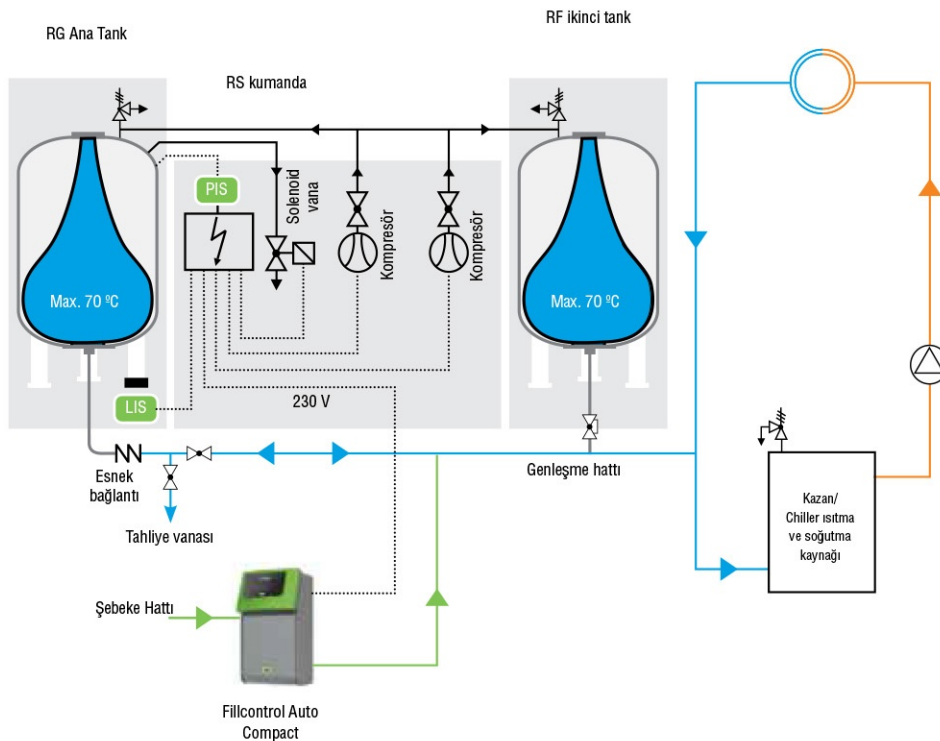 RG Ana Tank
RF ikinci tank
RS kumanda
PIS
Solenoid
vana
Kompresör
Kompresör
Max. 70 ºC
Max. 70 ºC
LIS
230 V
Esnek
bağlantı
Genleşme hattı
Tahliye vanası
Kazan/
Chiller ısıtma
ve soğutma
kaynağı
Şebeke Hattı
Fillcontrol Auto
Compact